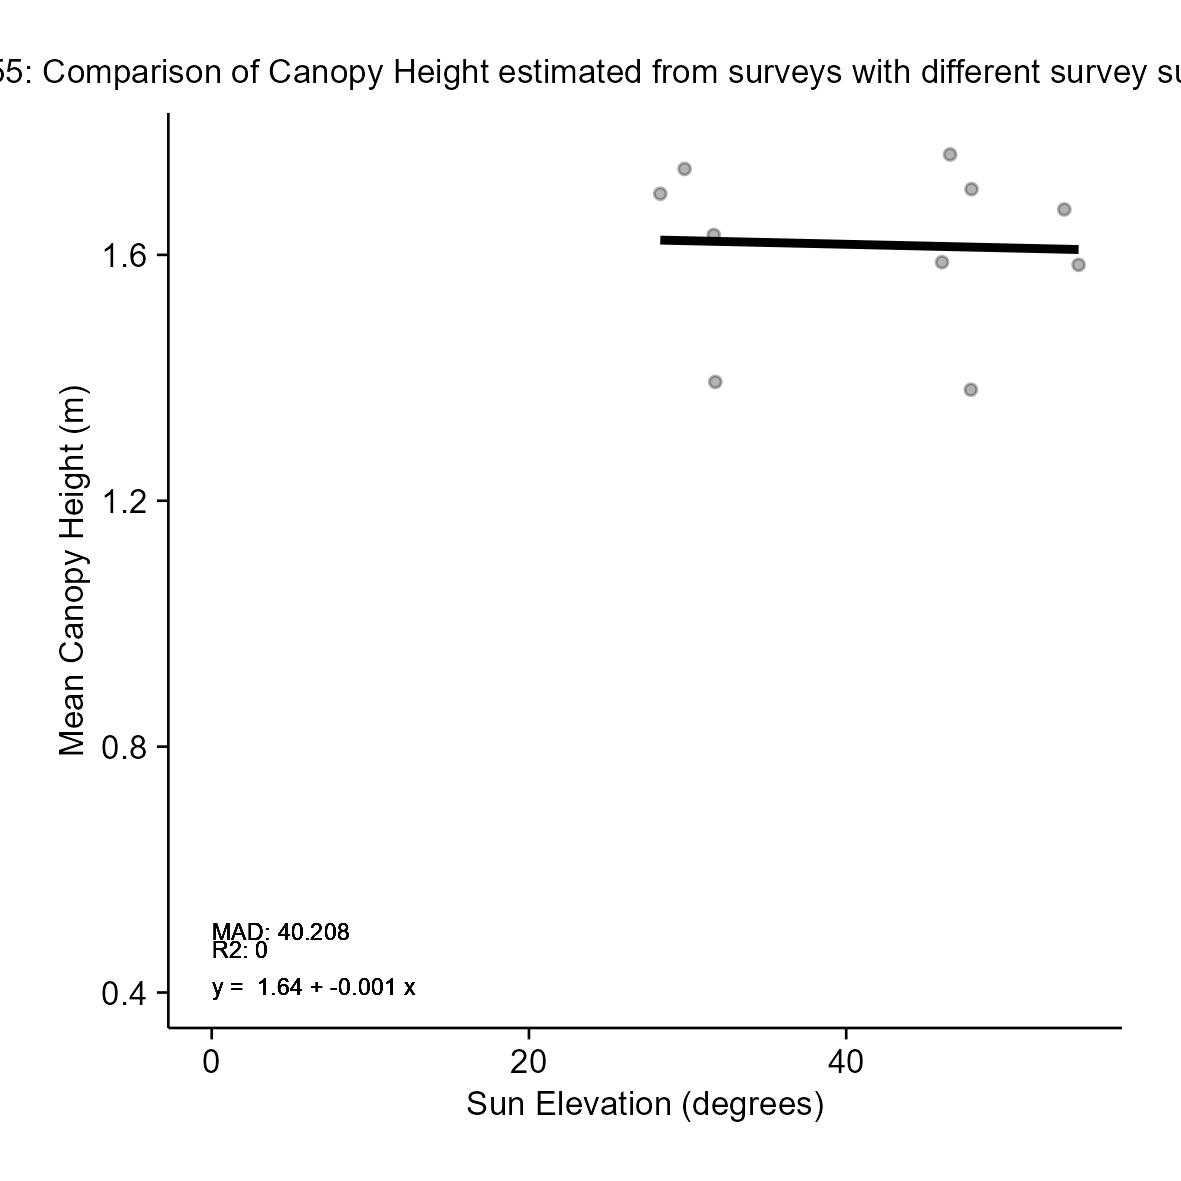 55: Comparison of Canopy Height estimated from surveys with different survey su
1.6
1.2
0.8
0.4
Mean Canopy Height (m)
MAD: 40.208
R2: 0
y = 1.64 + -0.001 x
0 20 40
Sun Elevation (degrees)